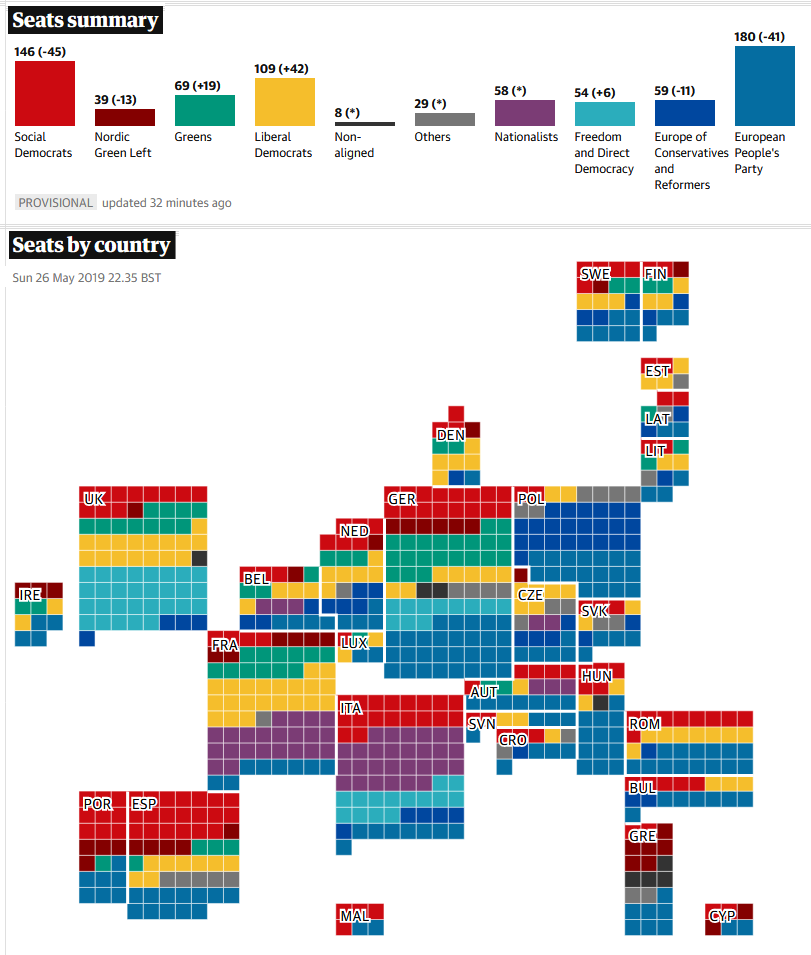 Seats summary
146 (-45)
39 (-13)
69 (+19)
109 (+42)
8 (*)
29 (*)
58 (*)
54 (+6)
59 (-11)
180 (-41)
Social
Democrats
Nordic
Green Left
Greens
Liberal
Democrats
Non-
aligned
Others
Nationalists
Freedom
and Direct
Democracy
Europe of
Conservatives
and
Reformers
European
People's
Party
PROVISIONAL updated 32 minutes ago
Seats by country
Sun 26 May 2019 22.35 BST
SWE FIN
EST
LAT
DEN
LIT
UK GER POL
NED
BEL
IRE CZE
SVK
FRA LUX
HUN
AUT
ITA
SVN ROM
CRO
BUL
POR ESP
GRE
MAL CYP